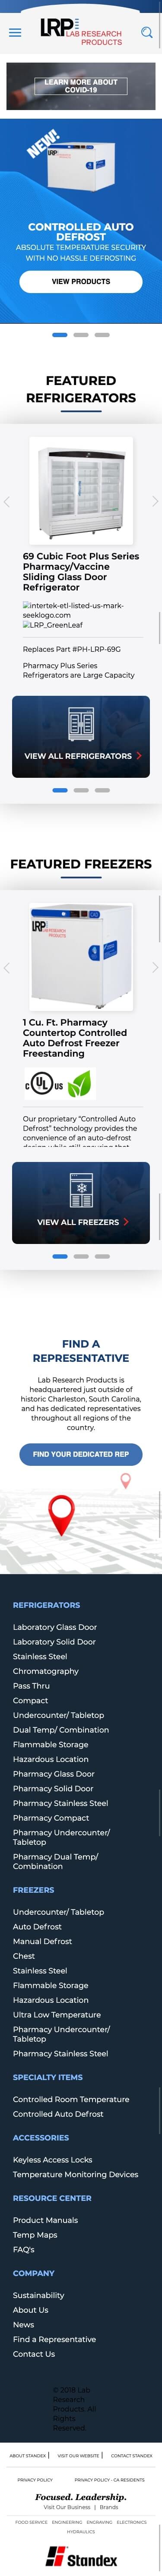 LRP
LAB RESEARCH
PRODUCTS
LEARN MORE ABOUT
COVID-19
NEW!
CONTROLLED AUTO
DEFROST
ABSOLUTE TEMPERATURE SECURITY
WITH NO HASSLE DEFROSTING
VIEW PRODUCTS
FEATURED
REFRIGERATORS
69 Cubic Foot Plus Series
Pharmacy/Vaccine
Sliding Glass Door
Refrigerator
intertek-etl-listed-us-mark-
seeklogo.com
LRP_GreenLeaf
Replaces Part #PH-LRP-69G
Pharmacy Plus Series
Refrigerators are Large Capacity
VIEW ALL REFRIGERATORS
FEATURED FREEZERS
LRP
1 Cu. Ft. Pharmacy
Countertop Controlled
Auto Defrost Freezer
Freestanding
C UL US
Our proprietary “Controlled Auto
Defrost” technology provides the
convenience of an auto-defrost
design while still ensuring that
VIEW ALL FREEZERS
FIND A
REPRESENTATIVE
Lab Research Products is
headquartered just outside of
historic Charleston, South Carolina,
and has dedicated representatives
throughout all regions of the
country.
FIND YOUR DEDICATED REP
REFRIGERATORS
Laboratory Glass Door
Laboratory Solid Door
Stainless Steel
Chromatography
Pass Thru
Compact
Undercounter/ Tabletop
Dual Temp/ Combination
Flammable Storage
Hazardous Location
Pharmacy Glass Door
Pharmacy Solid Door
Pharmacy Stainless Steel
Pharmacy Compact
Pharmacy Undercounter/
Tabletop
Pharmacy Dual Temp/
Combination
FREEZERS
Undercounter/ Tabletop
Auto Defrost
Manual Defrost
Chest
Stainless Steel
Flammable Storage
Hazardous Location
Ultra Low Temperature
Pharmacy Undercounter/
Tabletop
Pharmacy Stainless Steel
SPECIALTY ITEMS
Controlled Room Temperature
Controlled Auto Defrost
ACCESSORIES
Keyless Access Locks
Temperature Monitoring Devices
RESOURCE CENTER
Product Manuals
Temp Maps
FAQ's
COMPANY
Sustainability
About Us
News
Find a Representative
Contact Us
© 2018 Lab
Research
Products. All
Rights
Reserved
ABOUT STANDEX | VISIT OUR WEBSITE | CONTACT STANDEX
PRIVACY POLICY PRIVACY POLICY - CA RESIDENTS
Focused. Leadership.
Visit Our Business | Brands
FOOD SERVICE ENGINEERING ENGRAVING ELECTRONICS
HYDRAULICS
Standex